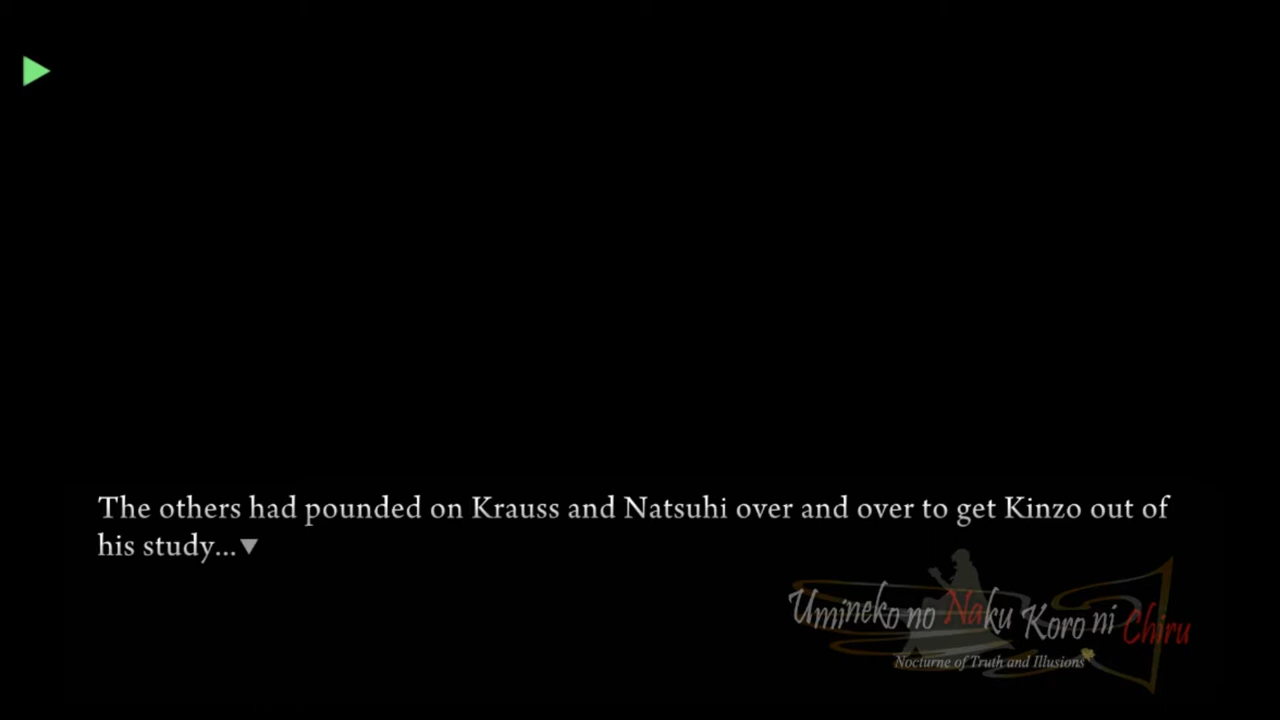 The others had pounded on Krauss and Natsuhi over and over to get Kinzo out of
his study...
Umineko no Naku Koro ni Chiru
Nocturne of Truth and Illusions